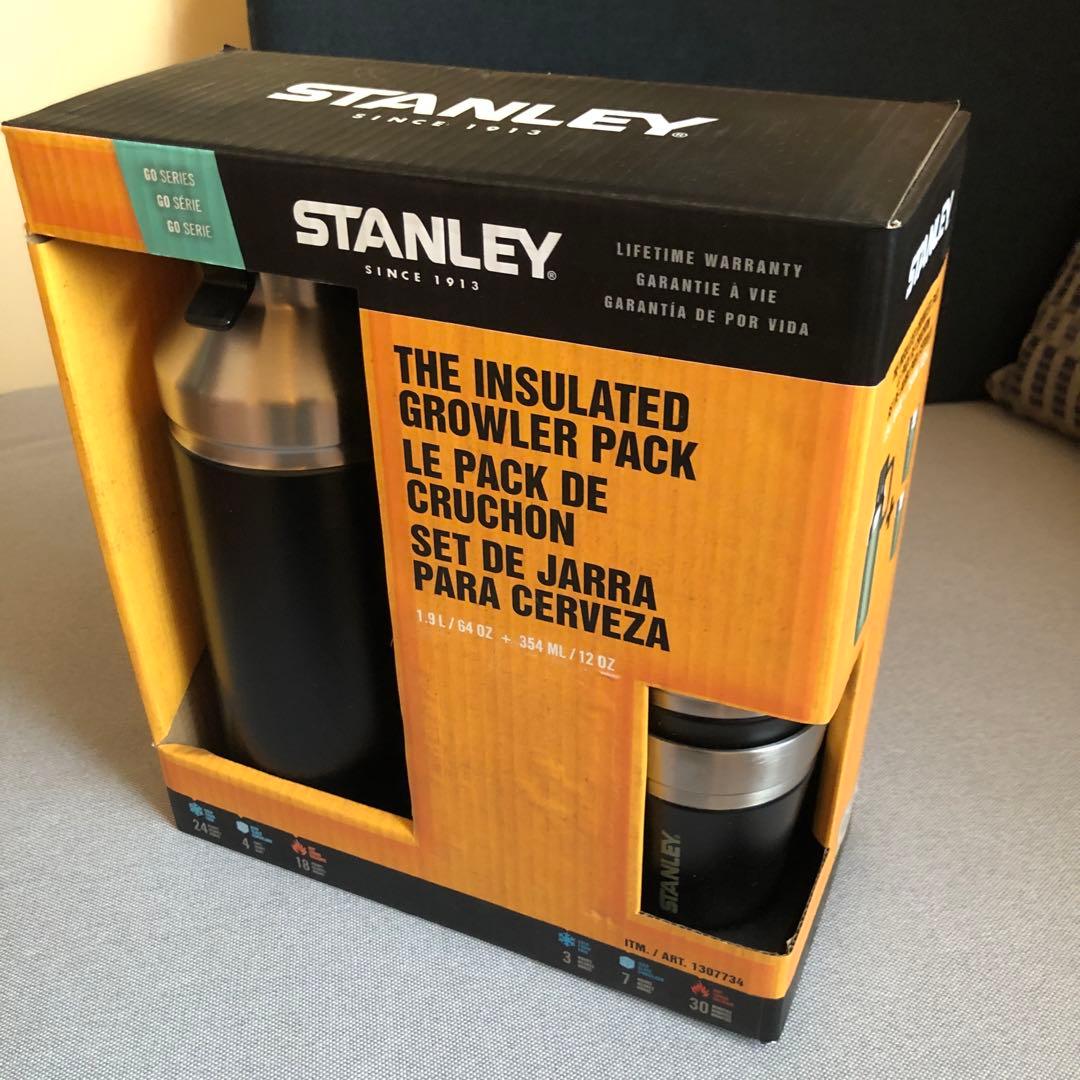 STANLEY®
SINCE 1913
GO SERIES
GO SÉRIE
GO SERIE
STANLEY®
SINCE 1913
LIFETIME WARRANTY
GARANTIE À VIE
GARANTÍA DE POR VIDA
STANLEY
THE INSULATED
GROWLER PACK
LE PACK DE
CRUCHON
SET DE JARRA
PARA CERVEZA
1.9 L / 64 OZ + 354 ML / 12 OZ
STANLEY
24
4
18
ITM. / ART. 1307734
3
7
30